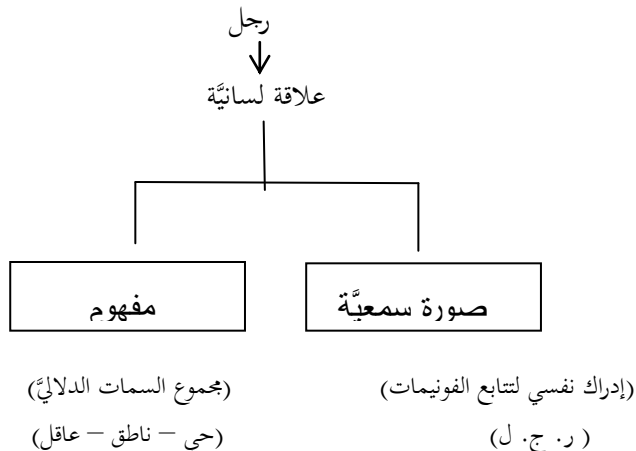 رجل
علاقة لسانيَّة
صورة سمعيَّة
مفهوم
(إدراك نفسي لتتابع الفونيمات)
(مجموع السمات الدلاليَّ)
( ر. ج. ل)
(حي – ناطق – عاقل)